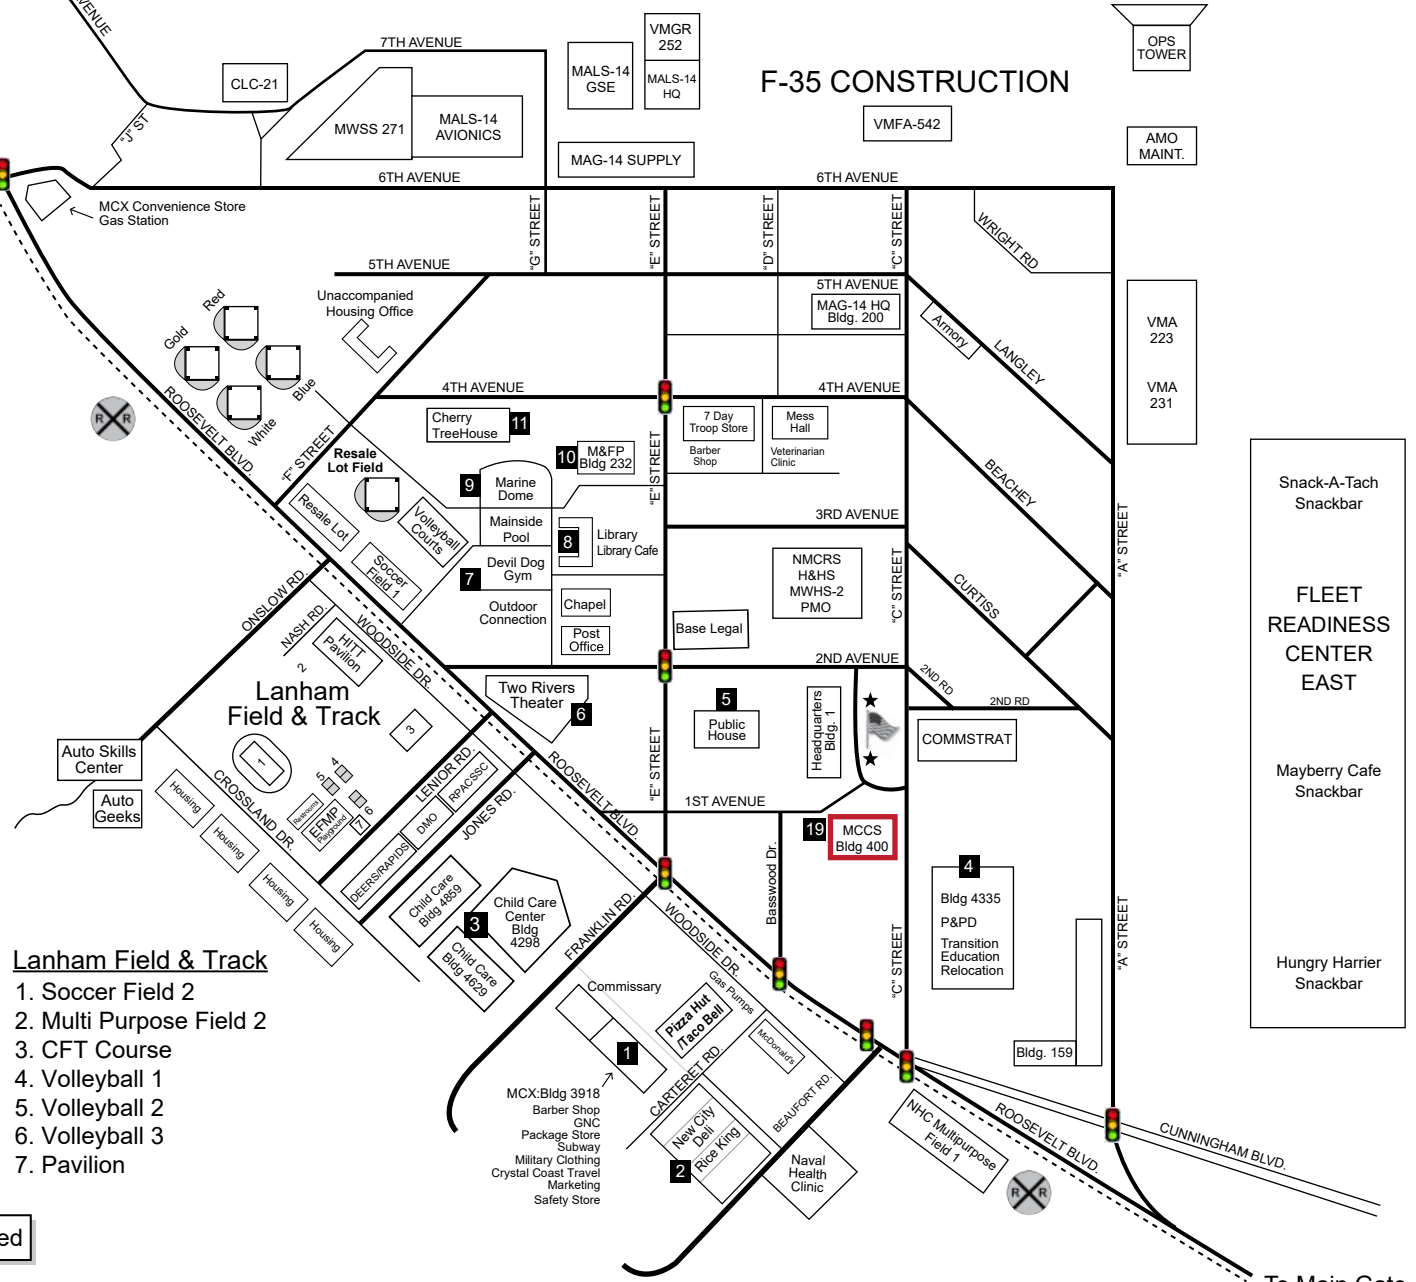 AVENUE
7TH AVENUE
CLC-21
"J" ST
MWSS 271
MALS-14
AVIONICS
MALS-14
GSE
VMGR
252
MALS-14
HQ
MAG-14 SUPPLY
F-35 CONSTRUCTION
VMFA-542
OPS
TOWER
AMO
MAINT.
6TH AVENUE
6TH AVENUE
MCX Convenience Store
Gas Station
"G" STREET
"E" STREET
"D" STREET
"C" STREET
WRIGHT RD
5TH AVENUE
5TH AVENUE
MAG-14 HQ
Bldg. 200
Unaccompanied
Housing Office
Red
Gold
Blue
White
Armory
LANGLEY
VMA
223
VMA
231
R R
ROOSEVELT BLVD.
"F" STREET
4TH AVENUE
4TH AVENUE
Cherry
TreeHouse
11
7 Day
Troop Store
Mess
Hall
Barber
Shop
Veterinarian
Clinic
10
M&FP
Bldg 232
"E" STREET
BEACHEY
Resale
Lot Field
Resale Lot
Volleyball
Courts
Soccer
Field 1
9
Marine
Dome
Mainside
Pool
8
Library
Library Cafe
7
Devil Dog
Gym
Outdoor
Connection
Chapel
Post
Office
3RD AVENUE
NMCRS
H&HS
MWHS-2
PMO
Base Legal
"C" STREET
CURTISS
"A" STREET
Snack-A-Tach
Snackbar
FLEET
READINESS
CENTER
EAST
Mayberry Cafe
Snackbar
Hungry Harrier
Snackbar
ONSLOW RD.
NASH RD.
WOODSIDE DR.
HITT
Pavilion
2
Lanham
Field & Track
3
1
4
5
6
7
Restrooms
EFMP
Playground
2ND AVENUE
2ND RD
2ND RD
Two Rivers
Theater
6
5
Public
House
Headquarters
Bldg. 1
COMMSTRAT
Auto Skills
Center
Auto
Geeks
CROSSLAND DR.
Housing
Housing
Housing
Housing
LENIOR RD.
RPACSSC
DMO
DEERS/RAPIDS
JONES RD.
ROOSEVELT BLVD.
"E" STREET
1ST AVENUE
19
MCCS
Bldg 400
Basswood Dr.
4
Bldg 4335
P&PD
Transition
Education
Relocation
"C" STREET
"A" STREET
Bldg. 159
Child Care
Bldg 4859
3
Child Care
Center
Bldg
4298
Child Care
Bldg 4629
FRANKLIN RD.
WOODSIDE DR.
Commissary
Gas Pumps
Pizza Hut
/Taco Bell
McDonald's
1
CARTERET RD.
BEAUFORT RD.
MCX:Bldg 3918
Barber Shop
GNC
Package Store
Subway
Military Clothing
Crystal Coast Travel
Marketing
Safety Store
New City
Deli
Rice King
2
Naval
Health
Clinic
NHC Multipurpose
Field 1
R R
ROOSEVELT BLVD.
CUNNINGHAM BLVD.
Lanham Field & Track
1. Soccer Field 2
2. Multi Purpose Field 2
3. CFT Course
4. Volleyball 1
5. Volleyball 2
6. Volleyball 3
7. Pavilion
ed
To Main Gate